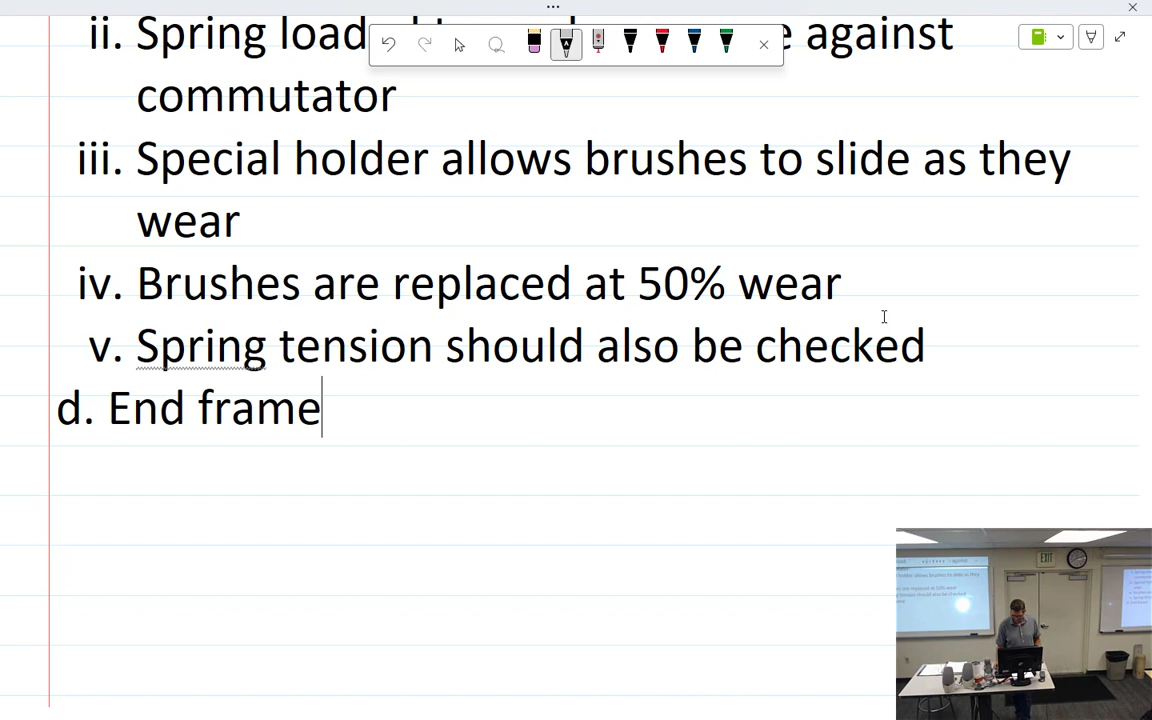 ii. Spring load against
commutator
iii. Special holder allows brushes to slide as they
wear
iv. Brushes are replaced at 50% wear
v. Spring tension should also be checked
d. End frame
EXIT